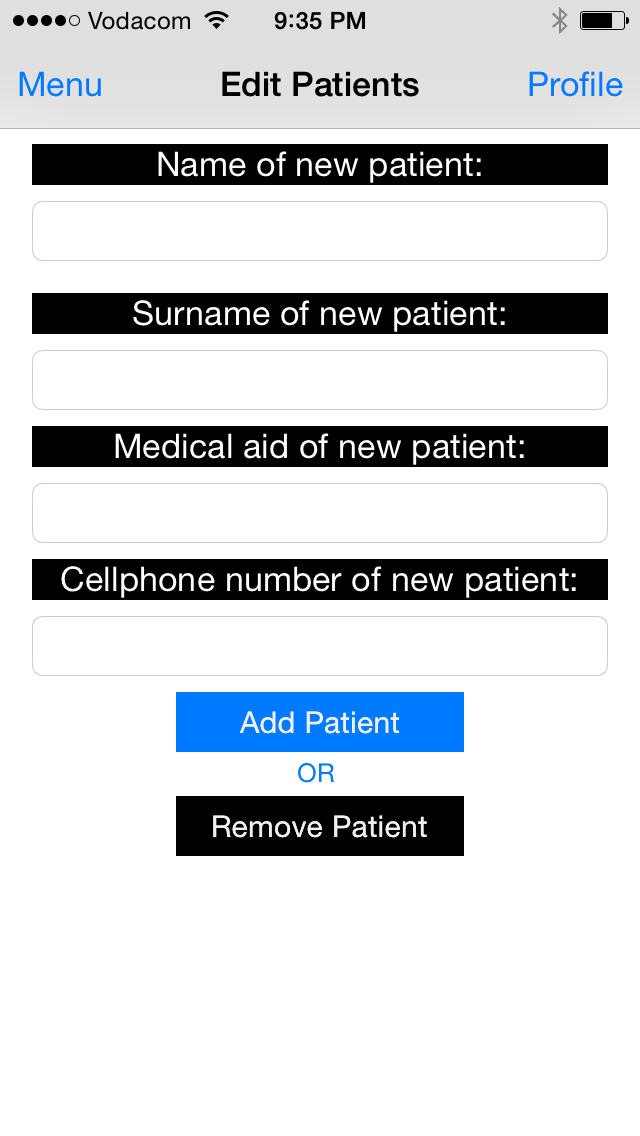 Vodacom 9:35 PM
Menu Edit Patients Profile
Name of new patient:
Surname of new patient:
Medical aid of new patient:
Cellphone number of new patient:
Add Patient
OR
Remove Patient